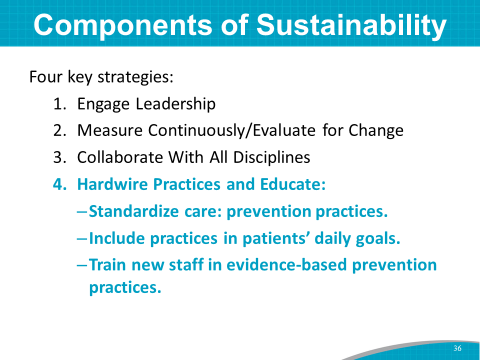 Components of Sustainability
Four key strategies:
1. Engage Leadership
2. Measure Continuously/Evaluate for Change
3. Collaborate With All Disciplines
4. Hardwire Practices and Educate:
–Standardize care: prevention practices.
–Include practices in patients’ daily goals.
–Train new staff in evidence-based prevention
practices.
36